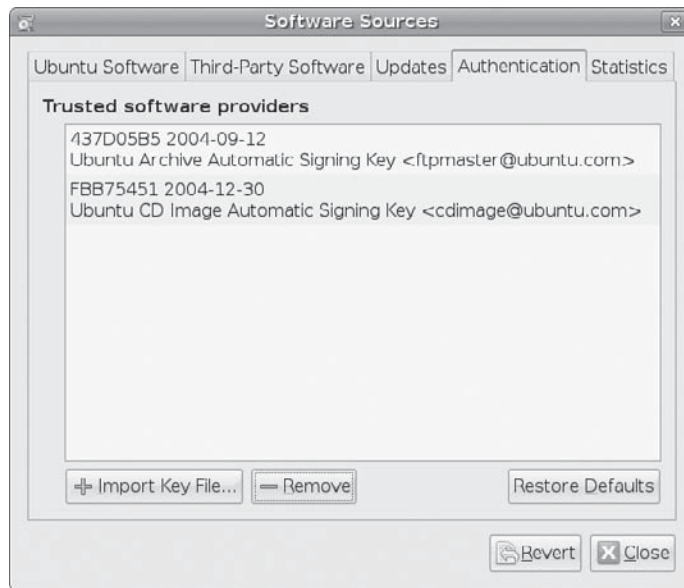 Software Sources
Ubuntu Software Third-Party Software Updates Authentication Statistics
Trusted software providers
437D05B5 2004-09-12
Ubuntu Archive Automatic Signing Key <ftpmaster@ubuntu.com>
FBB75451 2004-12-30
Ubuntu CD Image Automatic Signing Key <cdimage@ubuntu.com>
Import Key File... Remove Restore Defaults
Revert Close